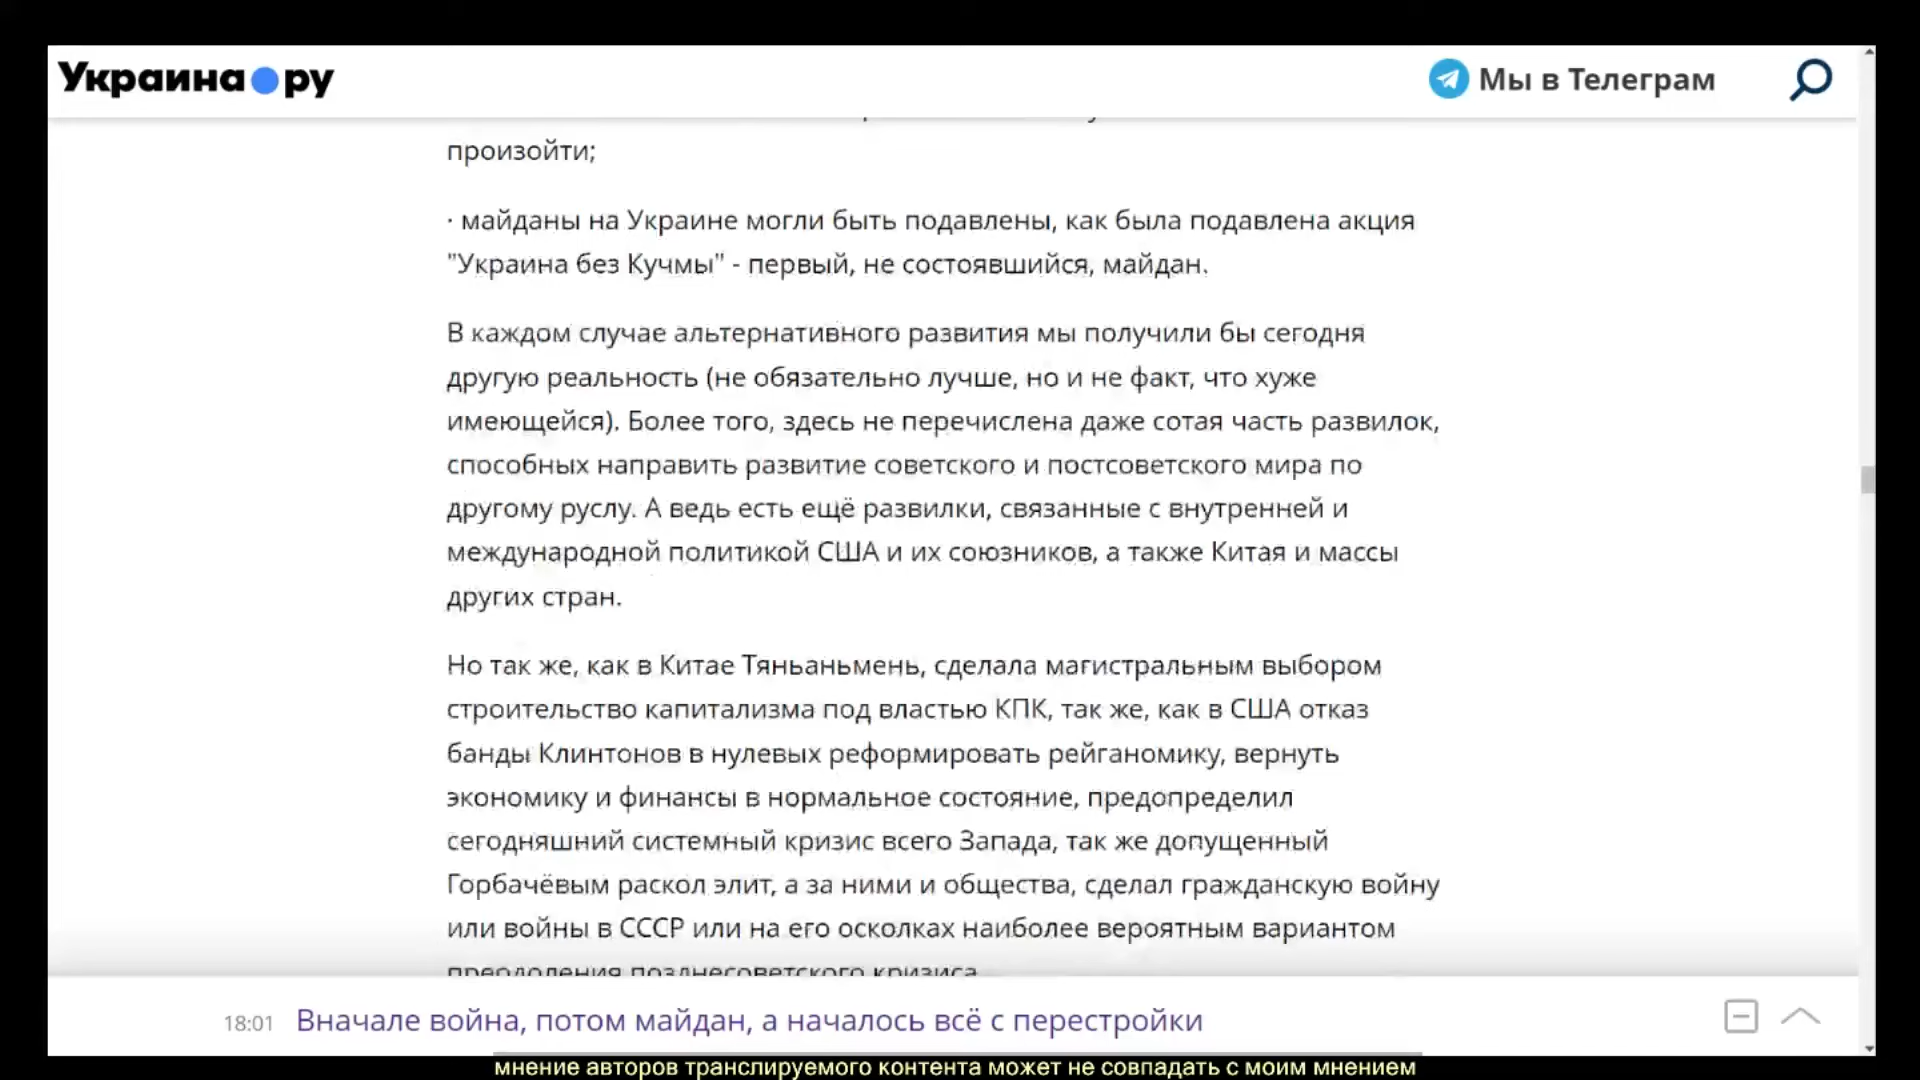 Украина.ру
Мы в Телеграм
произойти;
· майданы на Украине могли быть подавлены, как была подавлена акция
"Украина без Кучмы" - первый, не состоявшийся, майдан.
В каждом случае альтернативного развития мы получили бы сегодня
другую реальность (не обязательно лучше, но и не факт, что хуже
имеющейся). Более того, здесь не перечислена даже сотая часть развилок,
способных направить развитие советского и постсоветского мира по
другому руслу. А ведь есть ещё развилки, связанные с внутренней и
международной политикой США и их союзников, а также Китая и массы
других стран.
Но так же, как в Китае Тяньаньмень, сделала магистральным выбором
строительство капитализма под властью КПК, так же, как в США отказ
банды Клинтонов в нулевых реформировать рейганомику, вернуть
экономику и финансы в нормальное состояние, предопределил
сегодняшний системный кризис всего Запада, так же допущенный
Горбачёвым раскол элит, а за ними и общества, сделал гражданскую войну
или войны в СССР или на его осколках наиболее вероятным вариантом
преодоления позднесоветского кризиса.
18:01 Вначале война, потом майдан, а началось всё с перестройки
мнение авторов транслируемого контента может не совпадать с моим мнением